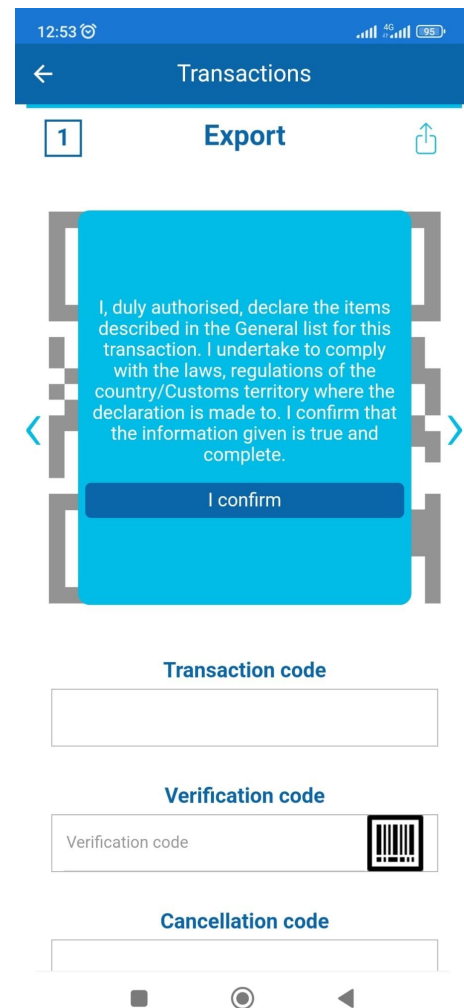 12:53
4G
95
Transactions
1
Export
I, duly authorised, declare the items
described in the General list for this
transaction. I undertake to comply
with the laws, regulations of the
country/Customs territory where the
declaration is made to. I confirm that
the information given is true and
complete.
I confirm
Transaction code
Verification code
Verification code
Cancellation code